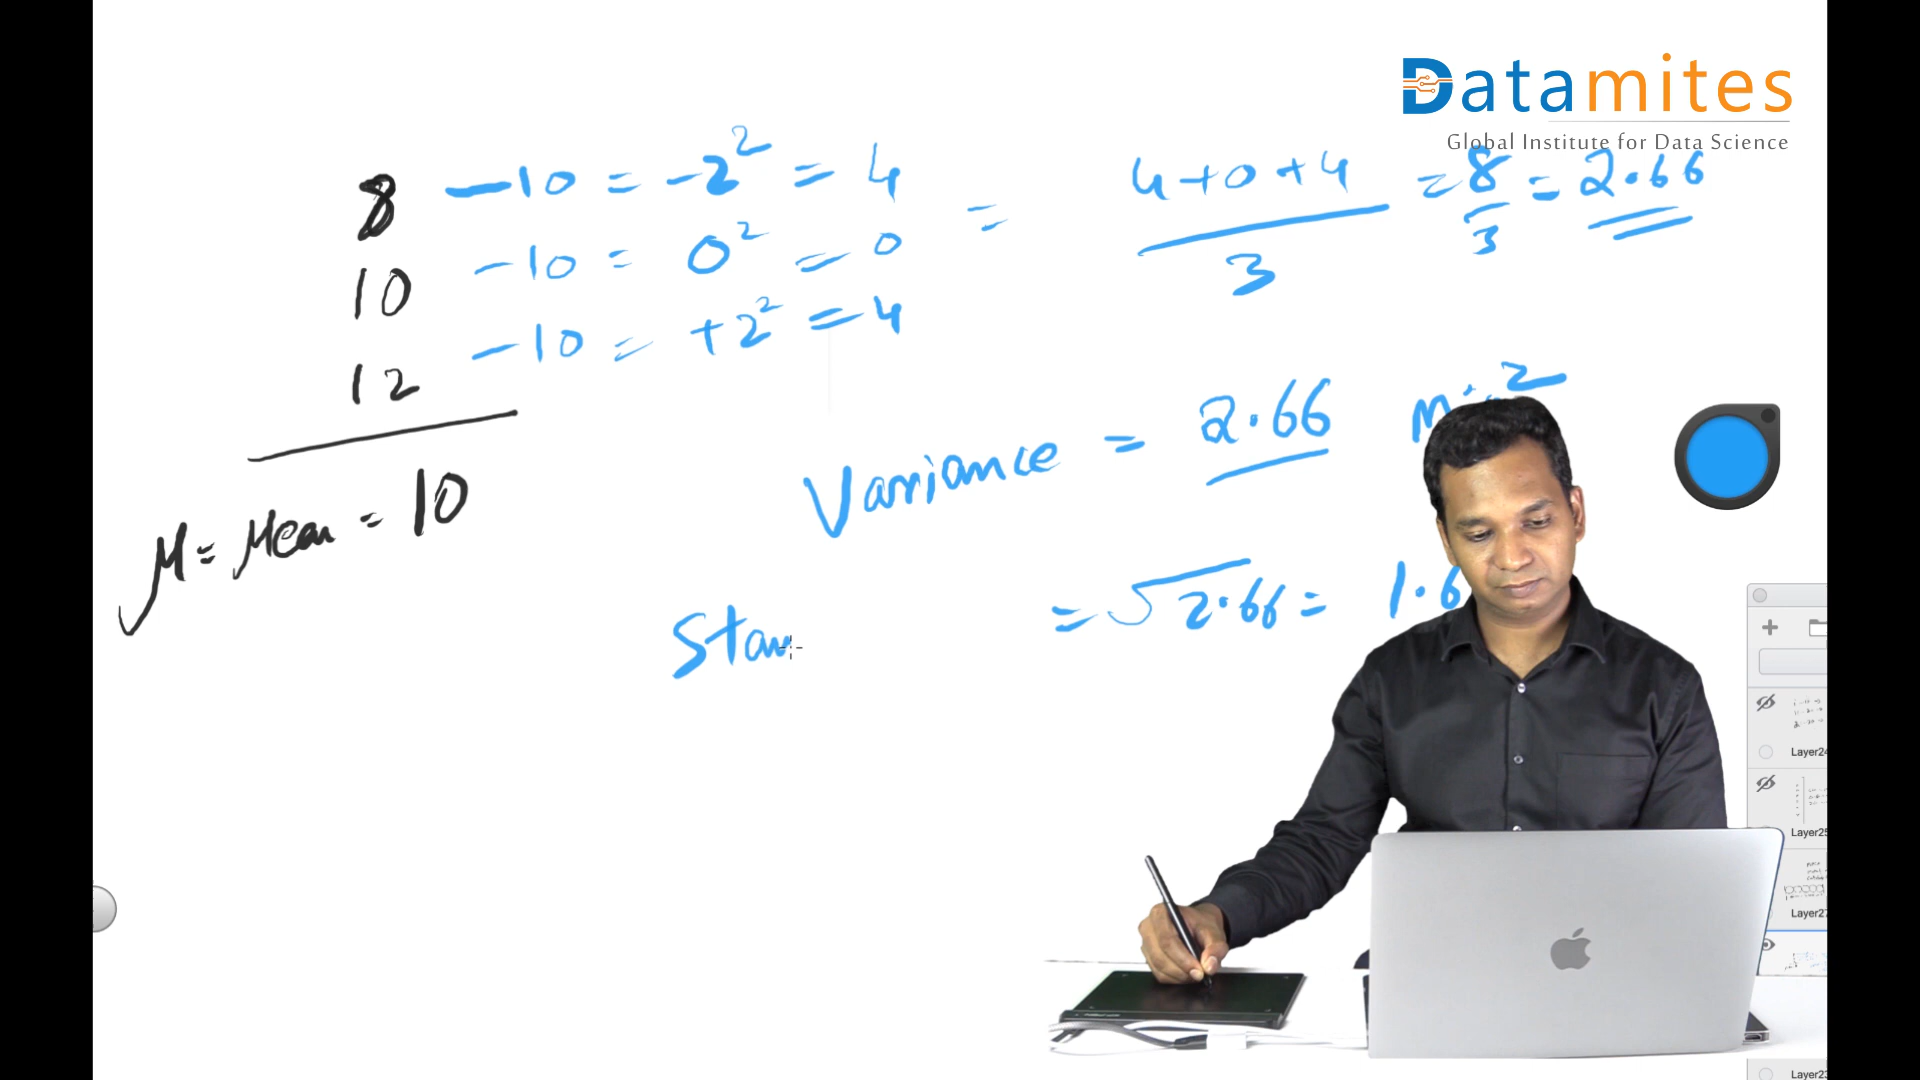 Datamites
Global Institute for Data Science
8 -10 = -2² = 4
10 -10 = 0² = 0
12 -10 = +2² = 4
= 4+0+4 / 3 = 8/3 = 2.66
μ = Mean = 10
Variance = 2.66
= √2.66 = 1.6
Stan
Layer24
Layer25
Layer27
Layer23